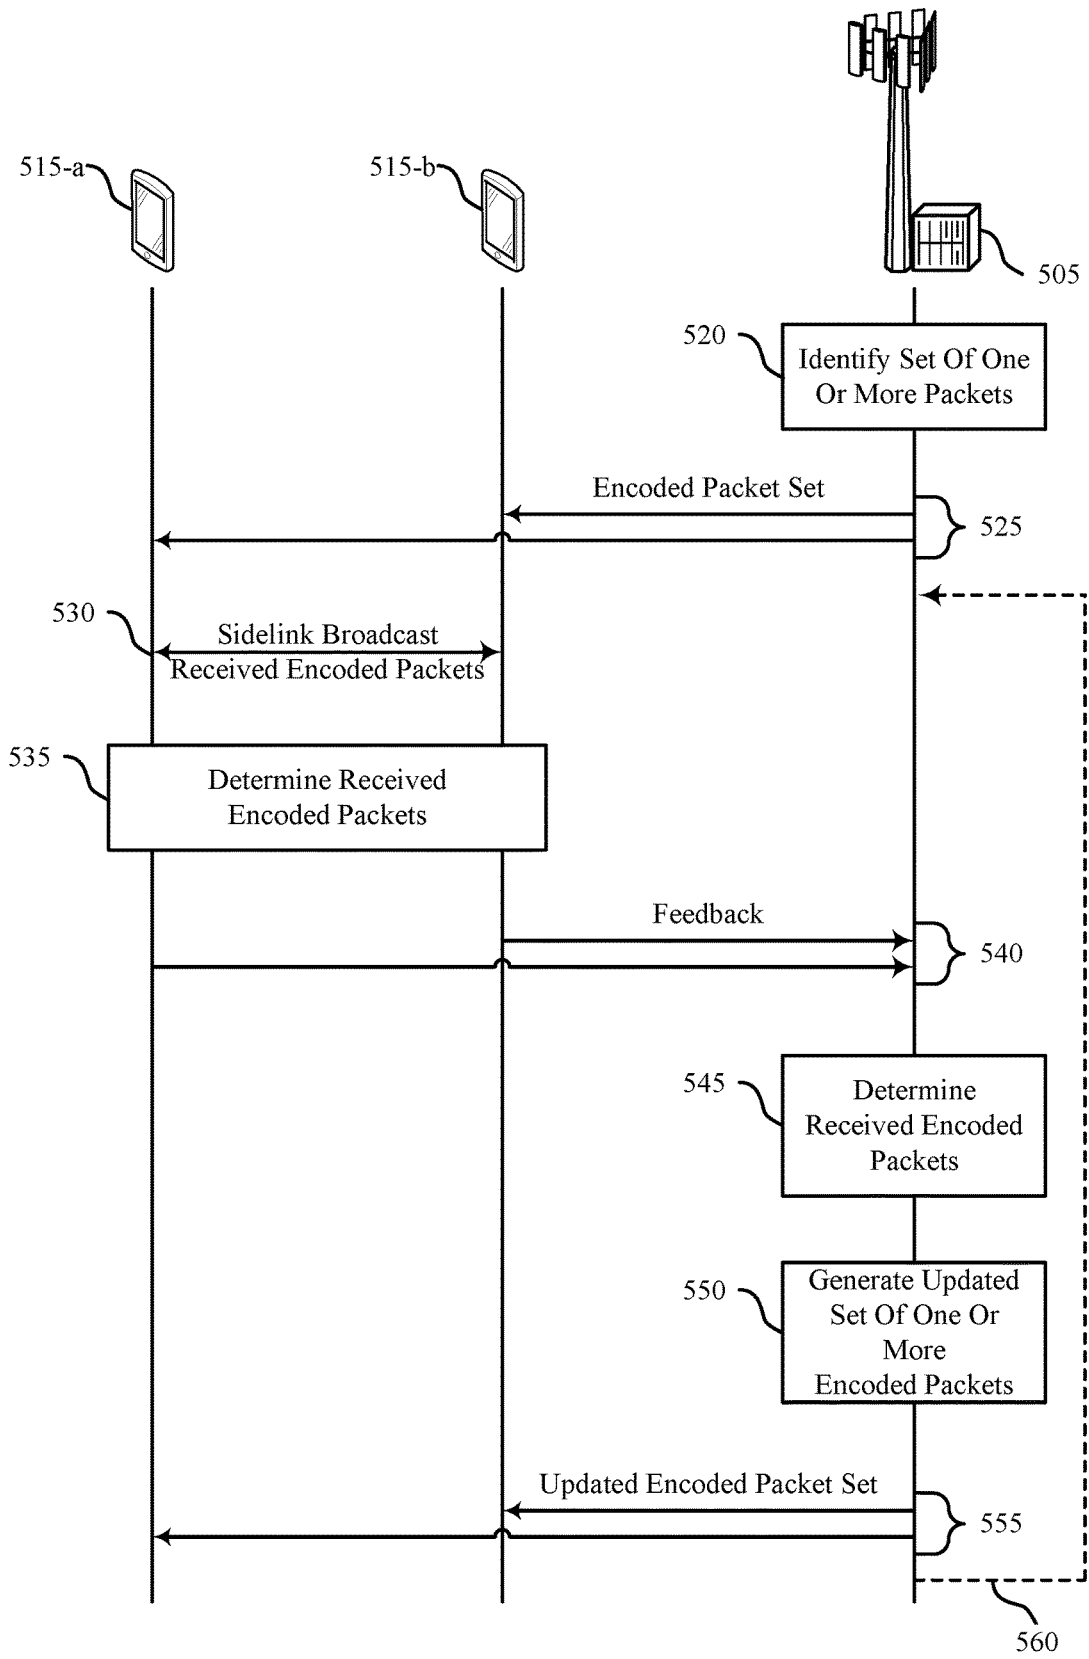 515-a
515-b
505
520
Identify Set Of One
Or More Packets
Encoded Packet Set
525
530
Sidelink Broadcast
Received Encoded Packets
535
Determine Received
Encoded Packets
Feedback
540
545
Determine
Received Encoded
Packets
550
Generate Updated
Set Of One Or
More
Encoded Packets
Updated Encoded Packet Set
555
560